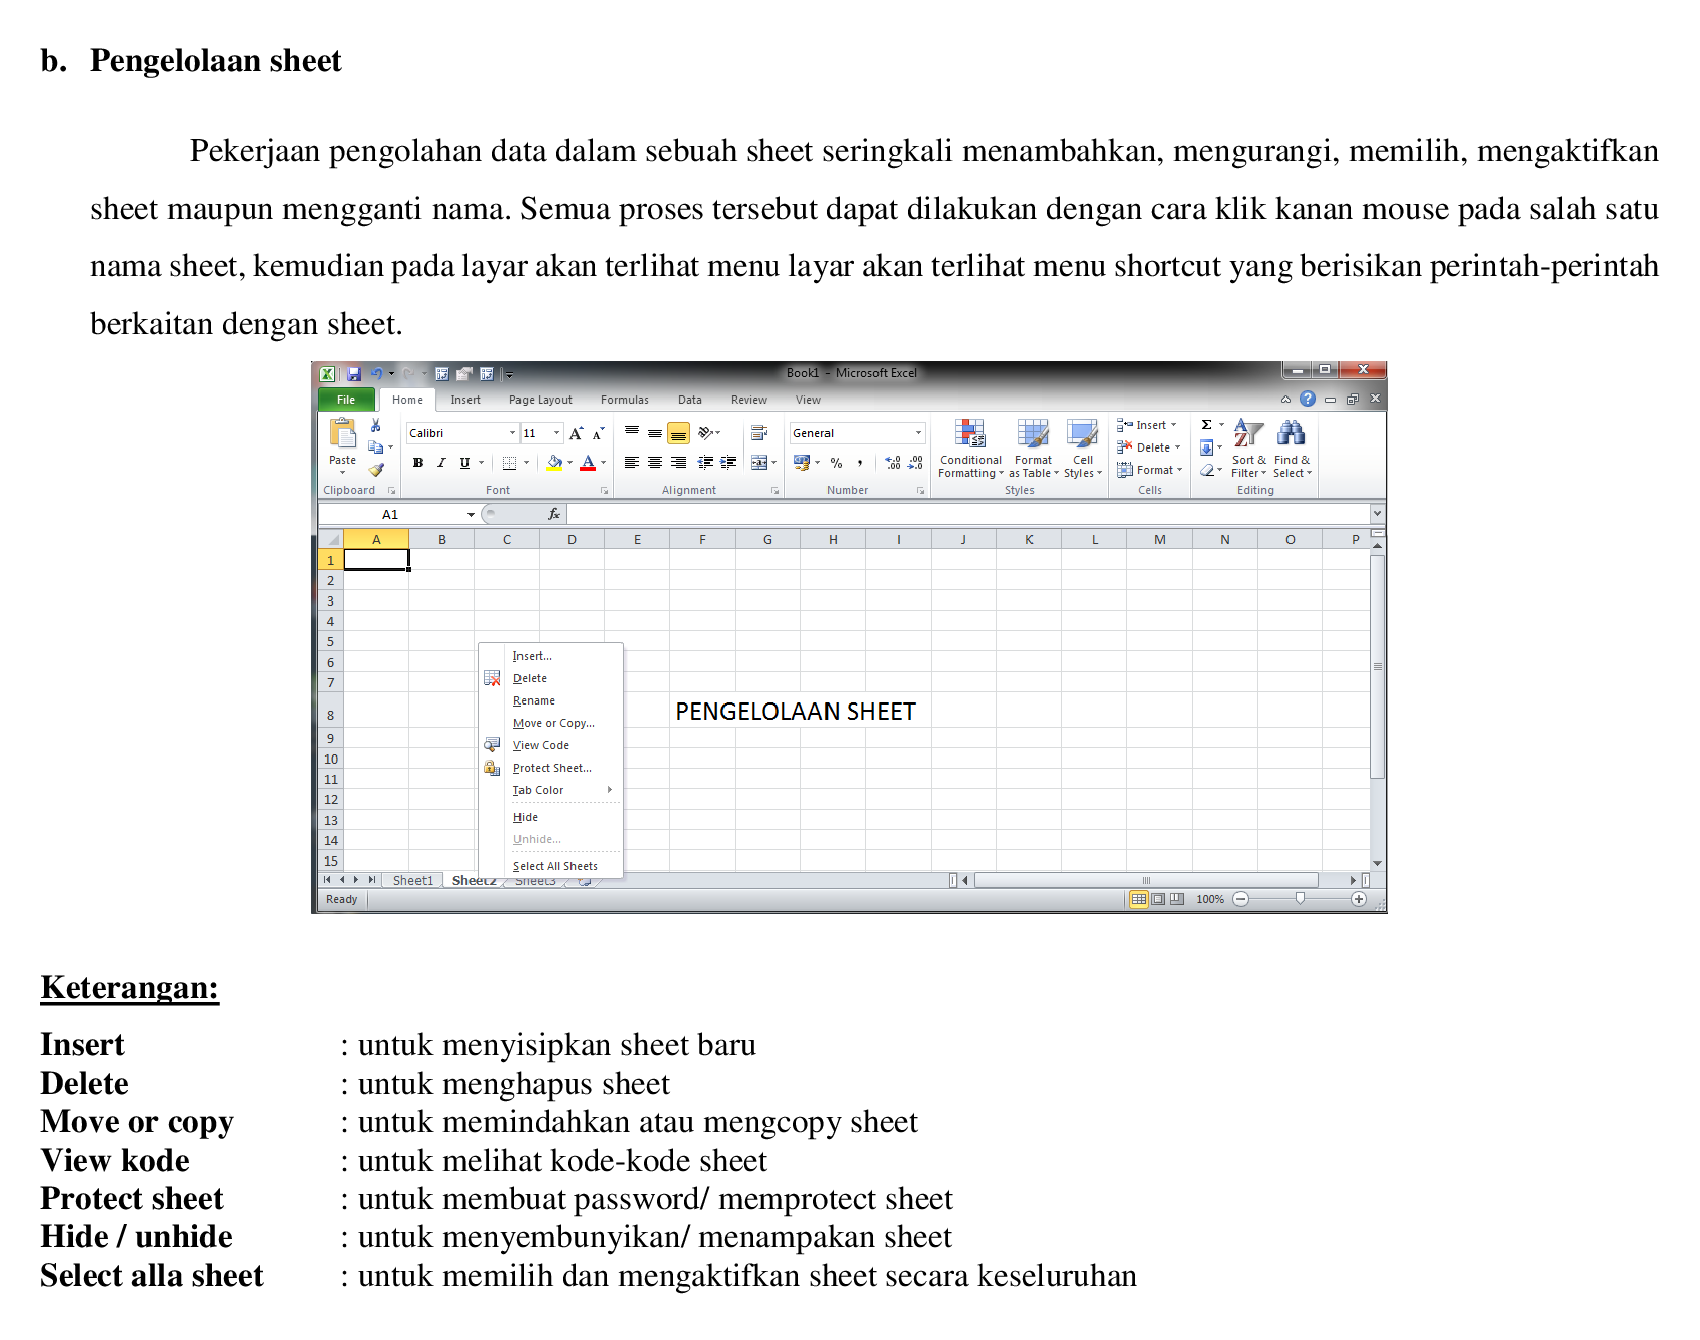 b. Pengelolaan sheet
Pekerjaan pengolahan data dalam sebuah sheet seringkali menambahkan, mengurangi, memilih, mengaktifkan
sheet maupun mengganti nama. Semua proses tersebut dapat dilakukan dengan cara klik kanan mouse pada salah satu
nama sheet, kemudian pada layar akan terlihat menu layar akan terlihat menu shortcut yang berisikan perintah-perintah
berkaitan dengan sheet.
Book1 - Microsoft Excel
File Home Insert Page Layout Formulas Data Review View
Calibri 11 General Insert
Paste B I U % , Conditional Format Cell Delete Sort & Find &
Formatting as Table Styles Format Filter Select
Clipboard Font Alignment Number Styles Cells Editing
A1 fx
A B C D E F G H I J K L M N O P
1
2
3
4
5
Insert...
6
Delete
7
Rename
8 PENGELOLAAN SHEET
Move or Copy...
9
View Code
10
Protect Sheet...
11
Tab Color
12
Hide
13
Unhide...
14
15
Select All Sheets
Sheet1 Sheet2 Sheet3
Ready 100%
Keterangan:
Insert : untuk menyisipkan sheet baru
Delete : untuk menghapus sheet
Move or copy : untuk memindahkan atau mengcopy sheet
View kode : untuk melihat kode-kode sheet
Protect sheet : untuk membuat password/ memprotect sheet
Hide / unhide : untuk menyembunyikan/ menampakan sheet
Select alla sheet : untuk memilih dan mengaktifkan sheet secara keseluruhan